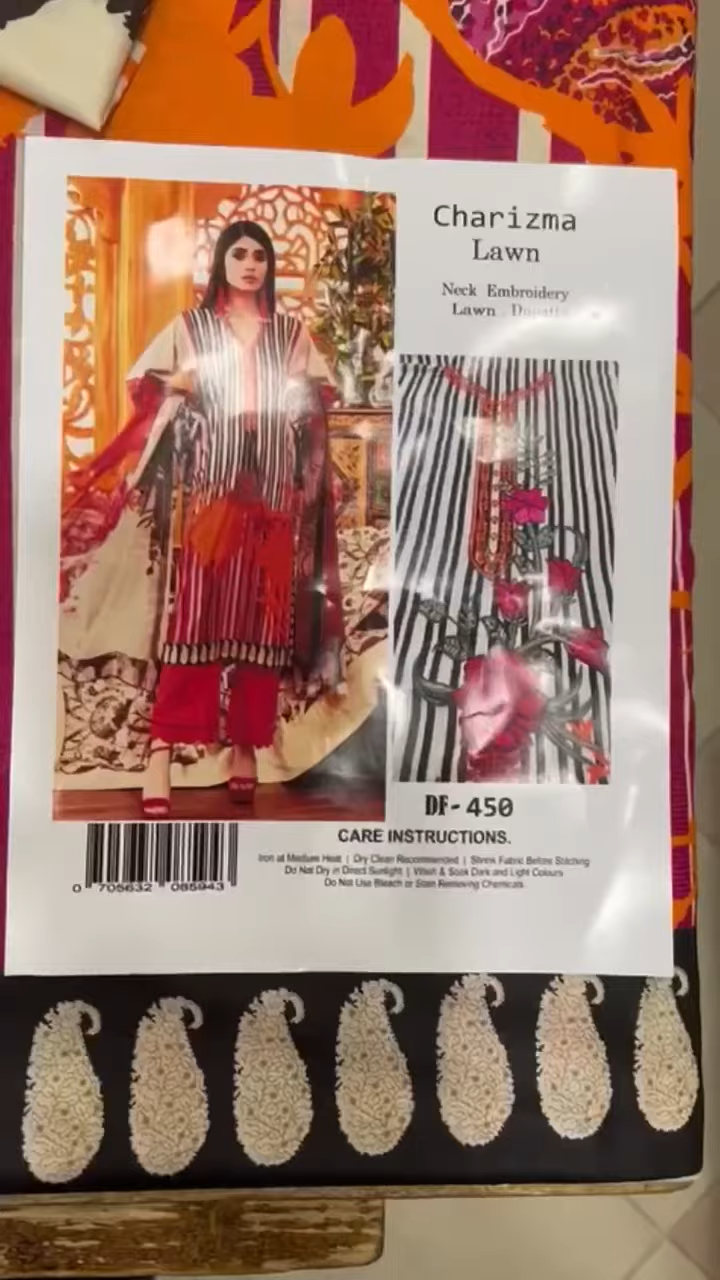 Charizma
Lawn
Neck Embroidery
Lawn
DF-450
CARE INSTRUCTIONS.
Iron at Medium Heat | Dry Clean Recommended | Shrink Fabric Before Stitching
Do Not Dry in Direct Sunlight | Wash & Soak Dark and Light Colours
Do Not Use Bleach or Stain Removing Chemicals
0 705632 085943